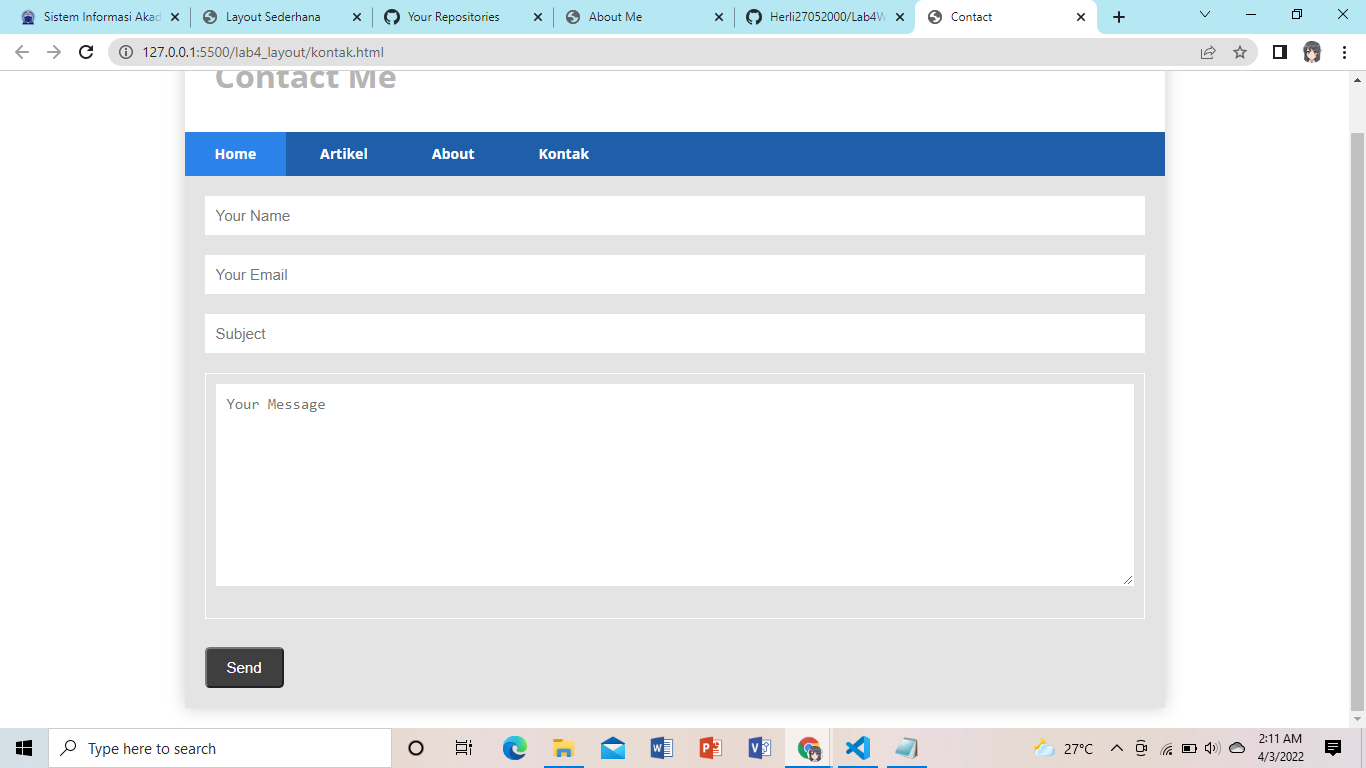 Sistem Informasi Akad
Layout Sederhana
Your Repositories
About Me
Herli27052000/Lab4W
Contact
127.0.0.1:5500/lab4_layout/kontak.html
Contact Me
Home Artikel About Kontak
Your Name
Your Email
Subject
Your Message
Send
Type here to search
27°C
2:11 AM
4/3/2022